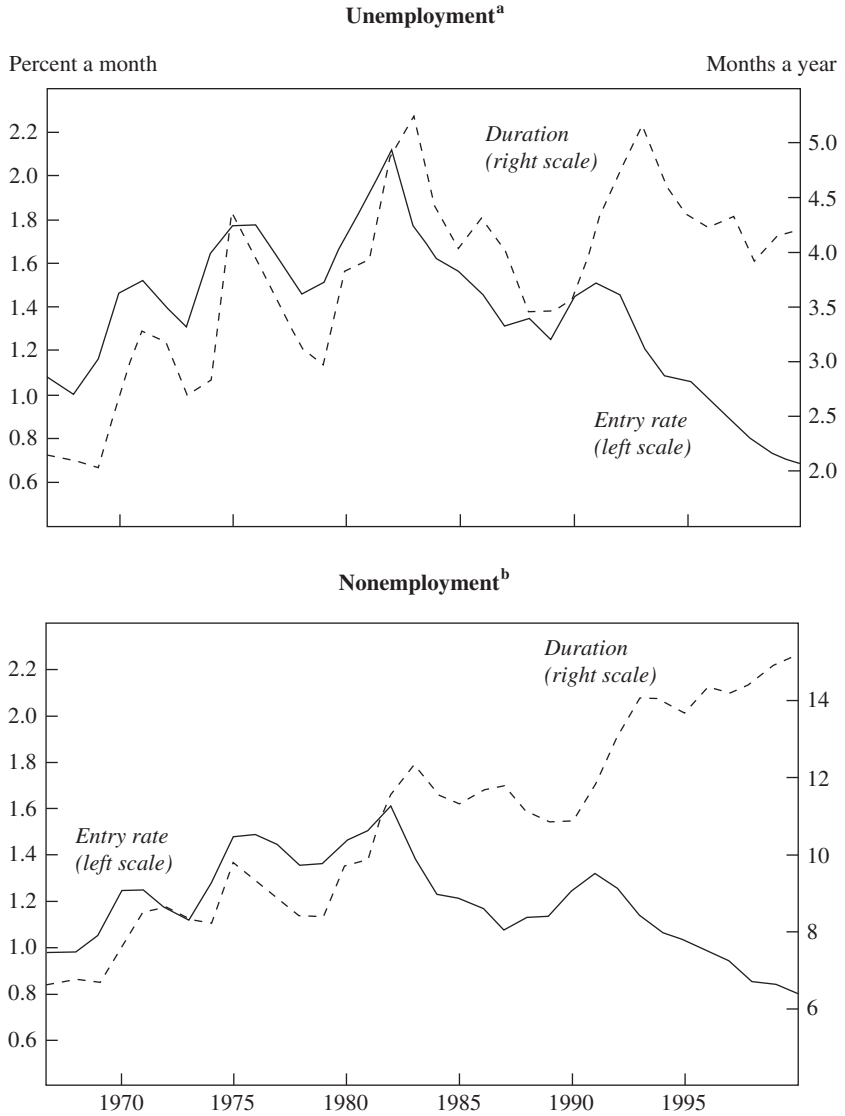 Unemploymentᵃ
Percent a month
Months a year
2.2
2.0
1.8
1.6
1.4
1.2
1.0
0.8
0.6
Duration
(right scale)
Entry rate
(left scale)
5.0
4.5
4.0
3.5
3.0
2.5
2.0
Nonemploymentᵇ
2.2
2.0
1.8
1.6
1.4
1.2
1.0
0.8
0.6
Duration
(right scale)
Entry rate
(left scale)
14
12
10
8
6
1970 1975 1980 1985 1990 1995